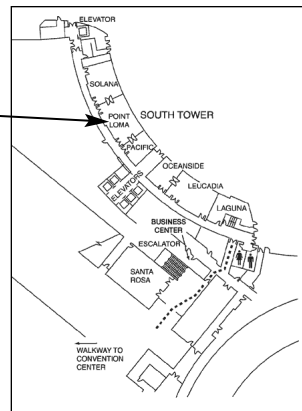 ELEVATOR
SOLANA
POINT
LOMA
SOUTH TOWER
PACIFIC
OCEANSIDE
ELEVATORS
LEUCADIA
LAGUNA
BUSINESS
CENTER
ESCALATOR
SANTA
ROSA
WALKWAY TO
CONVENTION
CENTER